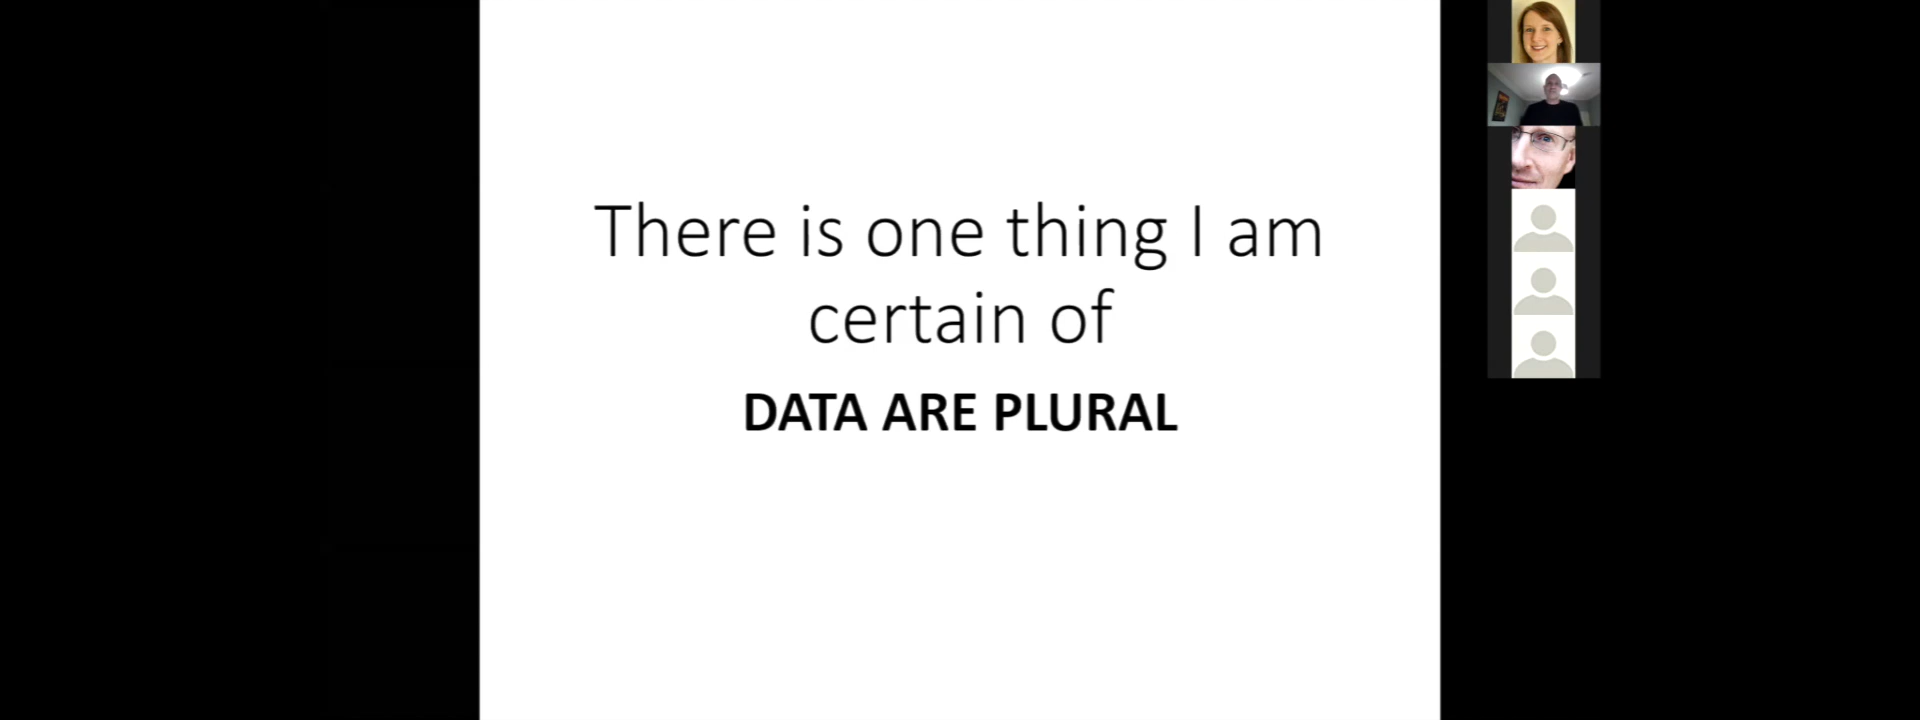 There is one thing I am
certain of
DATA ARE PLURAL